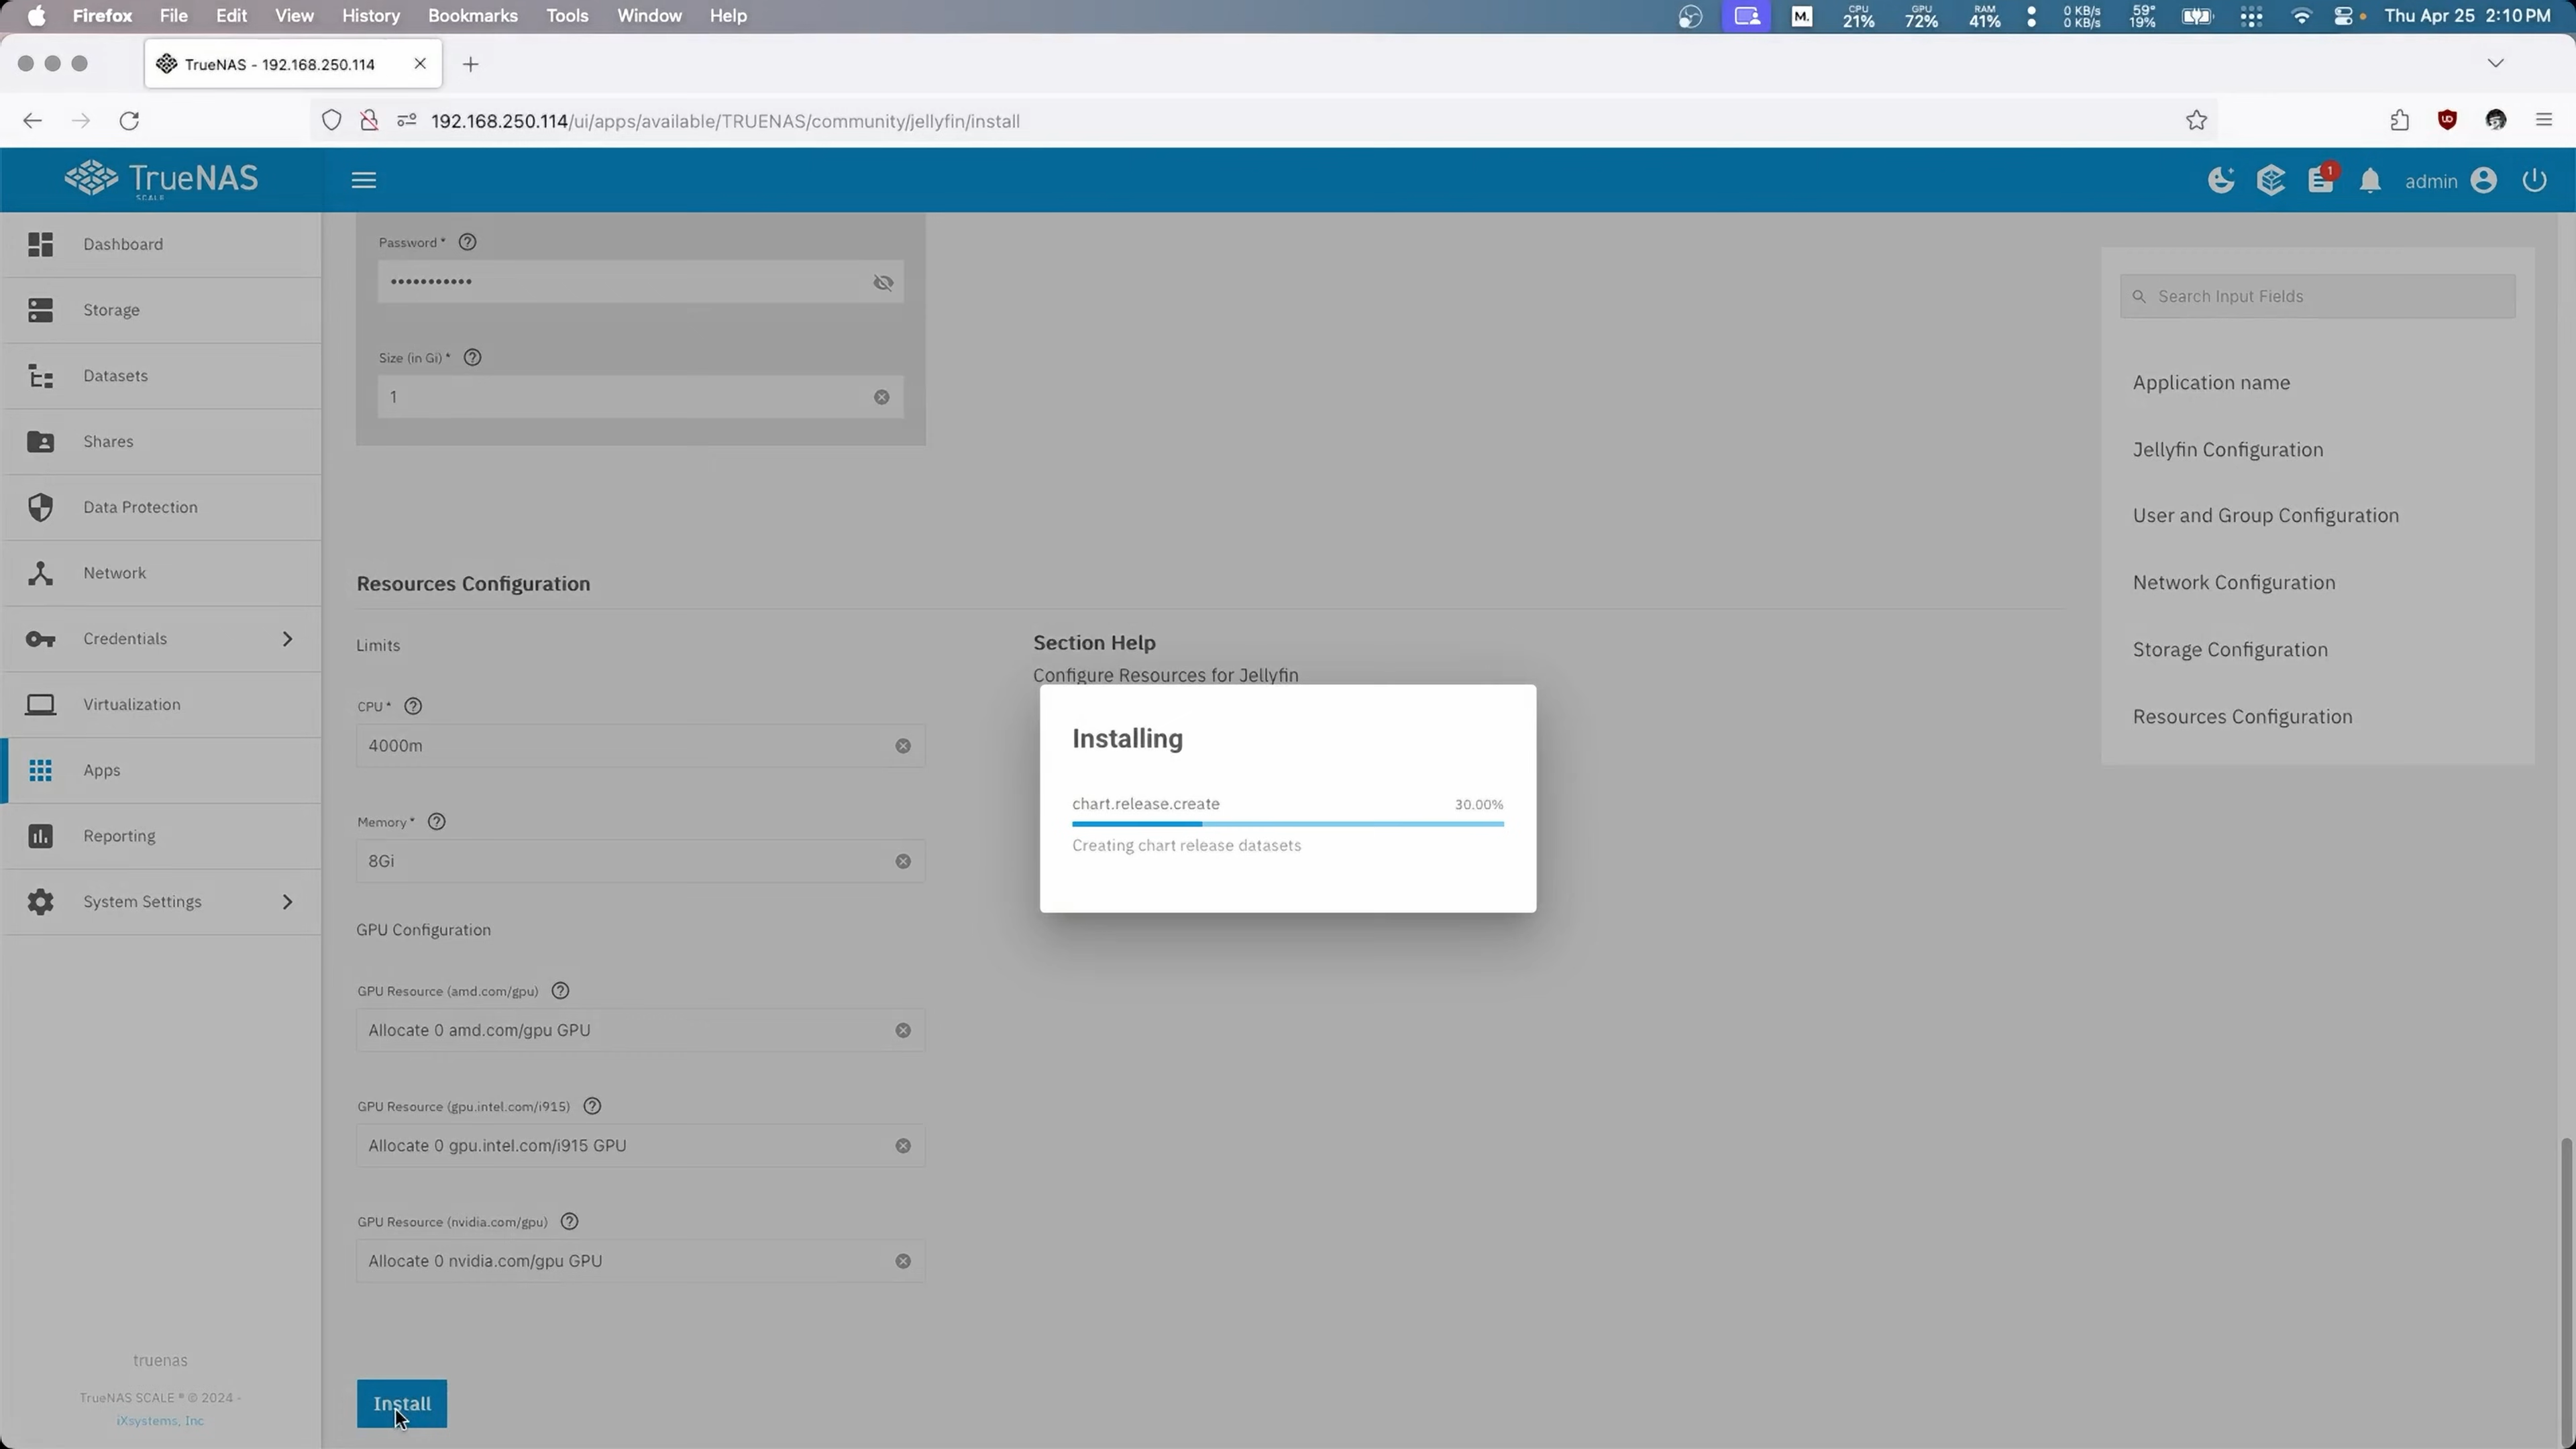 Firefox File Edit View History Bookmarks Tools Window Help
M.
CPU 21%
GPU 72%
RAM 41%
0 KB/s
0 KB/s
59°
19%
Thu Apr 25 2:10 PM
TrueNAS - 192.168.250.114
192.168.250.114/ui/apps/available/TRUENAS/community/jellyfin/install
TrueNAS
SCALE
1
admin
Dashboard
Storage
Datasets
Shares
Data Protection
Network
Credentials
Virtualization
Apps
Reporting
System Settings
truenas
TrueNAS SCALE ® © 2024 -
iXsystems, Inc
Password *
•••••••••••
Size (in Gi) *
1
Resources Configuration
Limits
CPU *
4000m
Memory *
8Gi
GPU Configuration
GPU Resource (amd.com/gpu)
Allocate 0 amd.com/gpu GPU
GPU Resource (gpu.intel.com/i915)
Allocate 0 gpu.intel.com/i915 GPU
GPU Resource (nvidia.com/gpu)
Allocate 0 nvidia.com/gpu GPU
Install
Section Help
Configure Resources for Jellyfin
Installing
chart.release.create 30.00%
Creating chart release datasets
Search Input Fields
Application name
Jellyfin Configuration
User and Group Configuration
Network Configuration
Storage Configuration
Resources Configuration